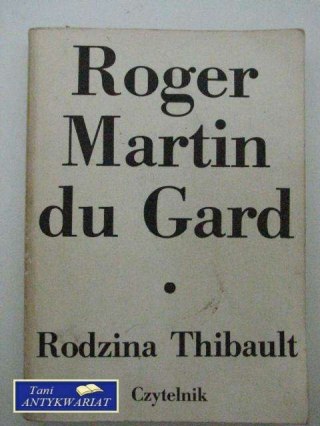 Roger
Martin
du Gard
•
Rodzina Thibault
Czytelnik
Tani
ANTYKWARIAT